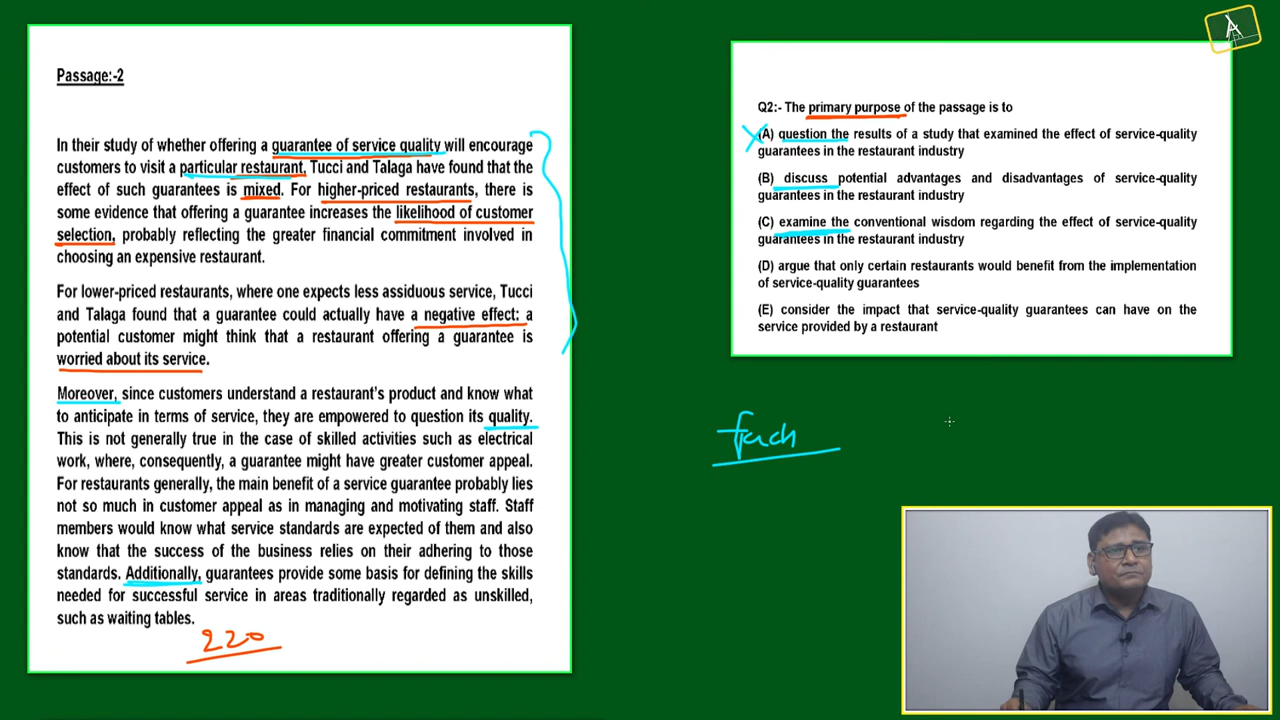 Passage:-2
In their study of whether offering a guarantee of service quality will encourage
customers to visit a particular restaurant, Tucci and Talaga have found that the
effect of such guarantees is mixed. For higher-priced restaurants, there is
some evidence that offering a guarantee increases the likelihood of customer
selection, probably reflecting the greater financial commitment involved in
choosing an expensive restaurant.
For lower-priced restaurants, where one expects less assiduous service, Tucci
and Talaga found that a guarantee could actually have a negative effect: a
potential customer might think that a restaurant offering a guarantee is
worried about its service.
Moreover, since customers understand a restaurant's product and know what
to anticipate in terms of service, they are empowered to question its quality.
This is not generally true in the case of skilled activities such as electrical
work, where, consequently, a guarantee might have greater customer appeal.
For restaurants generally, the main benefit of a service guarantee probably lies
not so much in customer appeal as in managing and motivating staff. Staff
members would know what service standards are expected of them and also
know that the success of the business relies on their adhering to those
standards. Additionally, guarantees provide some basis for defining the skills
needed for successful service in areas traditionally regarded as unskilled,
such as waiting tables.
220
Q2:- The primary purpose of the passage is to
(A) question the results of a study that examined the effect of service-quality
guarantees in the restaurant industry
(B) discuss potential advantages and disadvantages of service-quality
guarantees in the restaurant industry
(C) examine the conventional wisdom regarding the effect of service-quality
guarantees in the restaurant industry
(D) argue that only certain restaurants would benefit from the implementation
of service-quality guarantees
(E) consider the impact that service-quality guarantees can have on the
service provided by a restaurant